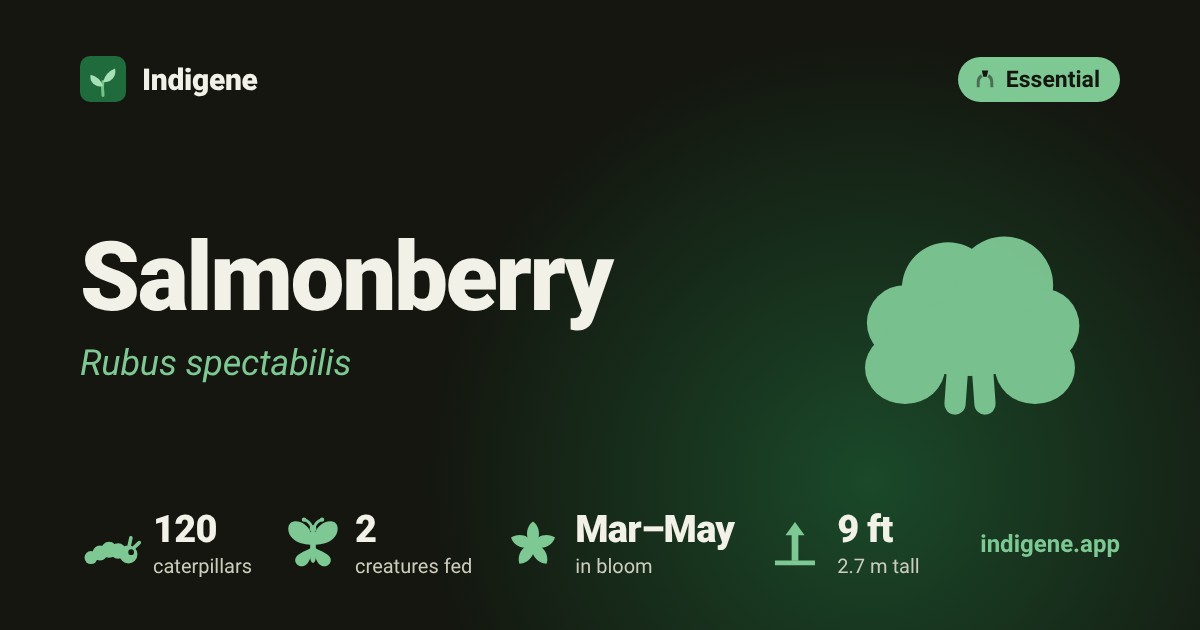 Indigene
Essential
Salmonberry
Rubus spectabilis
120
caterpillars
2
creatures fed
Mar–May
in bloom
9 ft
2.7 m tall
indigene.app